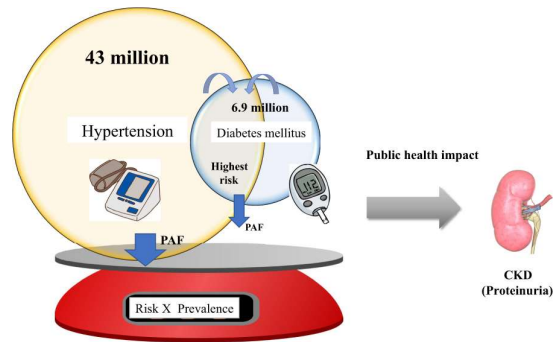 43 million
6.9 million
Hypertension
Diabetes mellitus
Highest
risk
112
PAF
PAF
Risk X Prevalence
Public health impact
CKD
(Proteinuria)